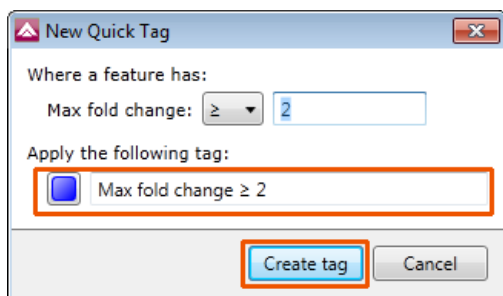 New Quick Tag
Where a feature has:
Max fold change: ≥ 2
Apply the following tag:
Max fold change ≥ 2
Create tag Cancel